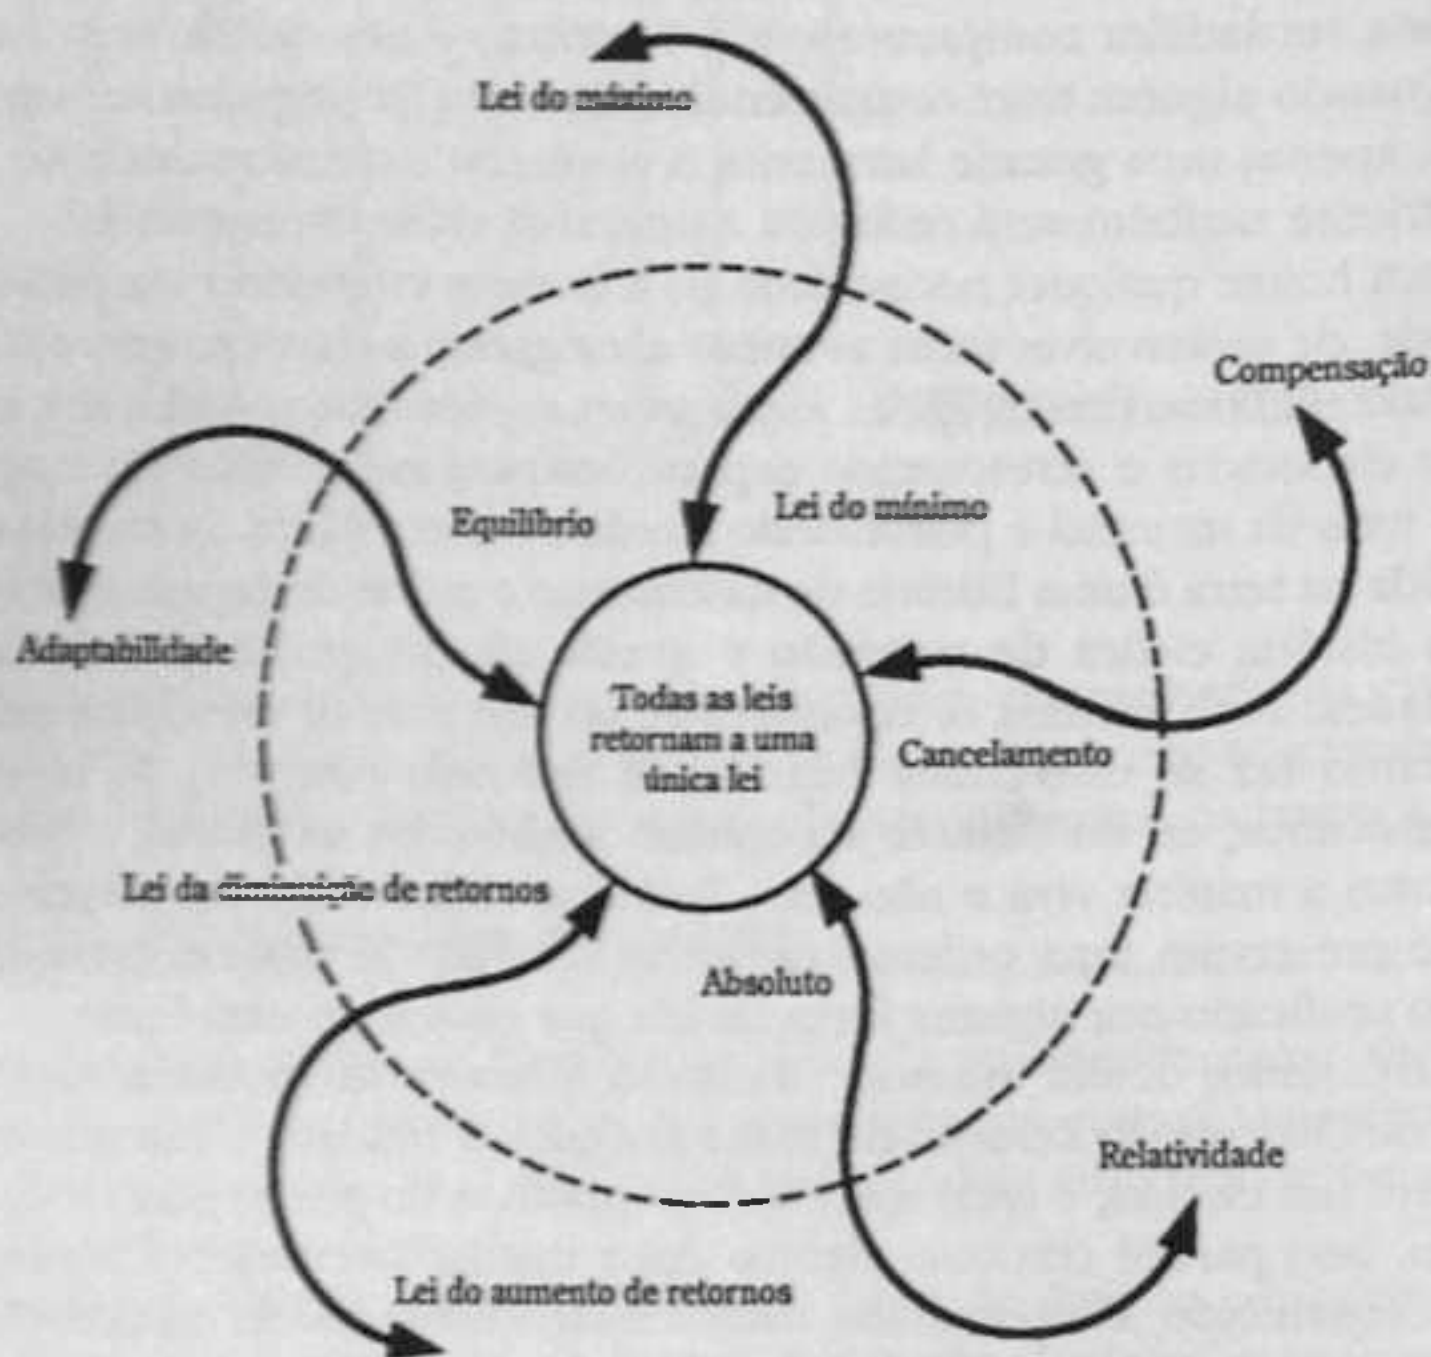 Lei do máximo
Compensação
Equilíbrio
Lei do mínimo
Adaptabilidade
Todas as leis
retornam a uma
única lei
Cancelamento
Lei da de retornos
Absoluto
Relatividade
Lei do aumento de retornos